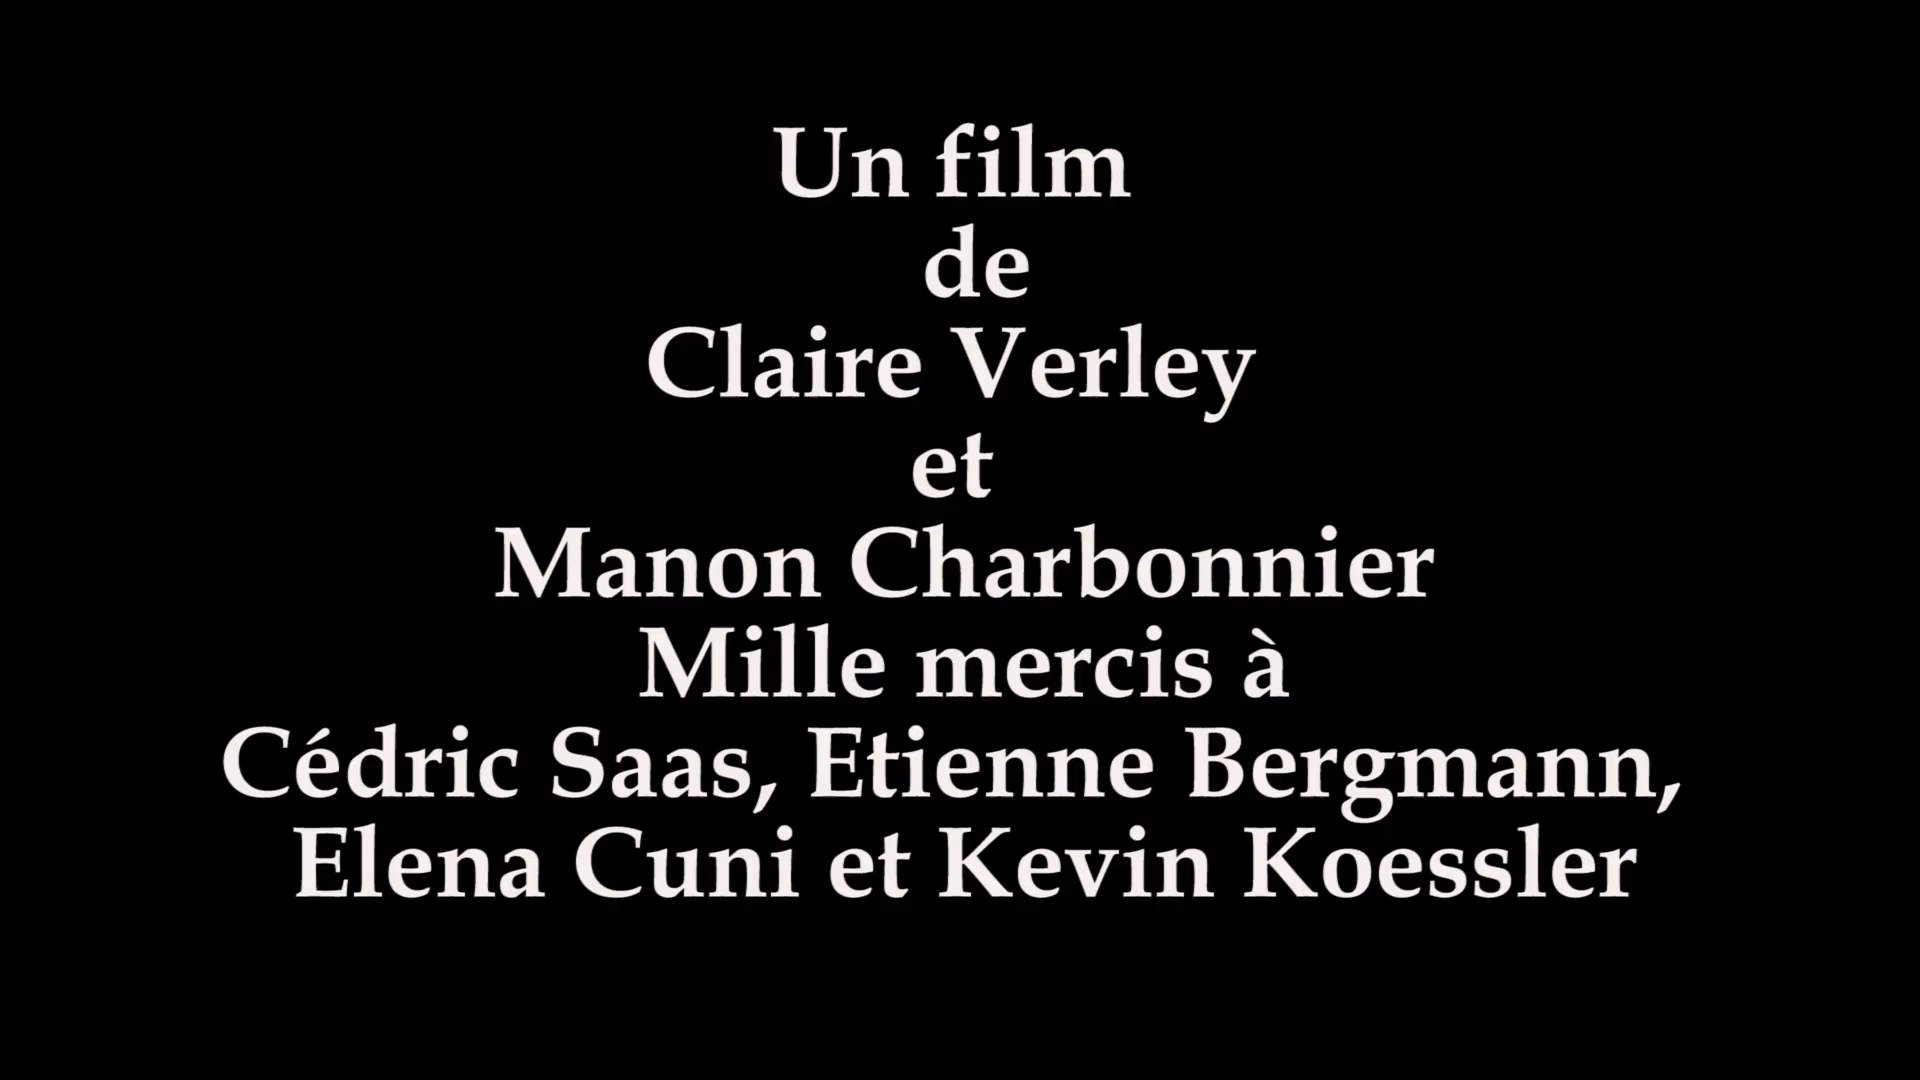 Un film
de
Claire Verley
et
Manon Charbonnier
Mille mercis à
Cédric Saas, Etienne Bergmann,
Elena Cuni et Kevin Koessler